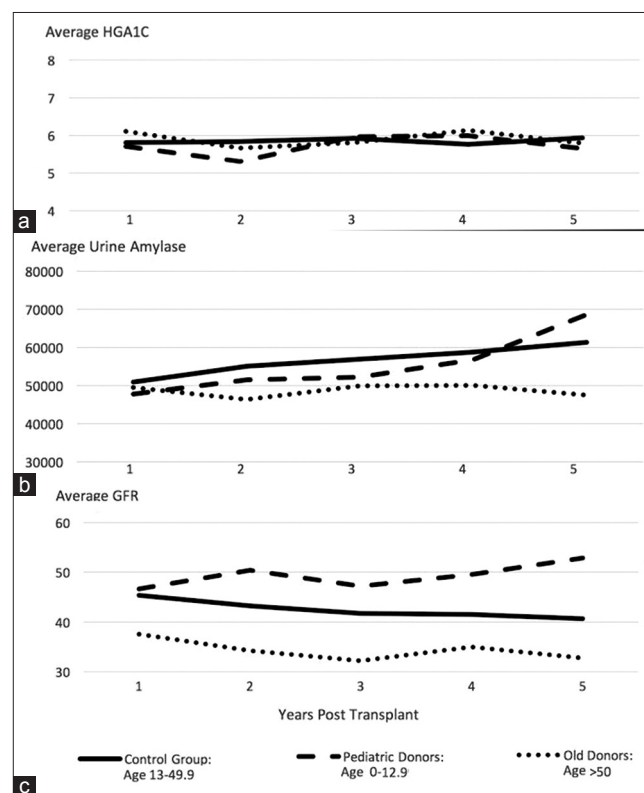 Average HGA1C
8
7
6
5
4
1 2 3 4 5
a
Average Urine Amylase
80000
70000
60000
50000
40000
30000
1 2 3 4 5
b
Average GFR
60
50
40
30
1 2 3 4 5
Years Post Transplant
Control Group: Pediatric Donors: Old Donors:
Age 13-49.9 Age 0-12.9 Age >50
c